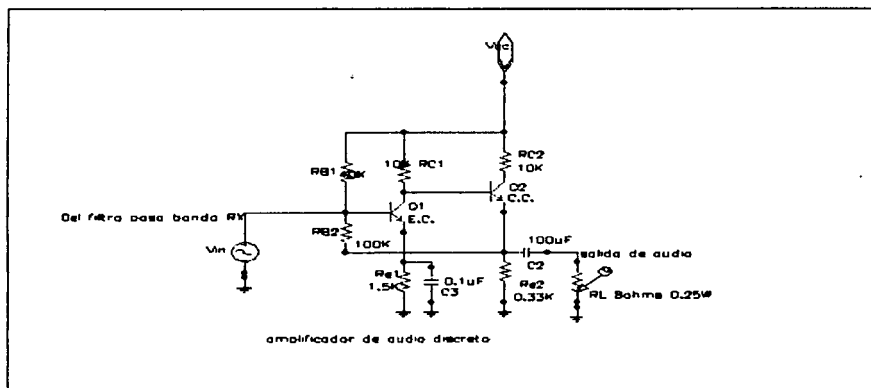 Vcc
10K RC1
RC2
10K
RB1
Q2
C.C.
Q1
E.C.
Del filtro pasa banda RX
RB2
100K
Vin
100uF
salida de audio
C2
Re1
1.5K
0.1uF
C3
Re2
0.33K
RL 8ohms 0.25W
amplificador de audio discreto